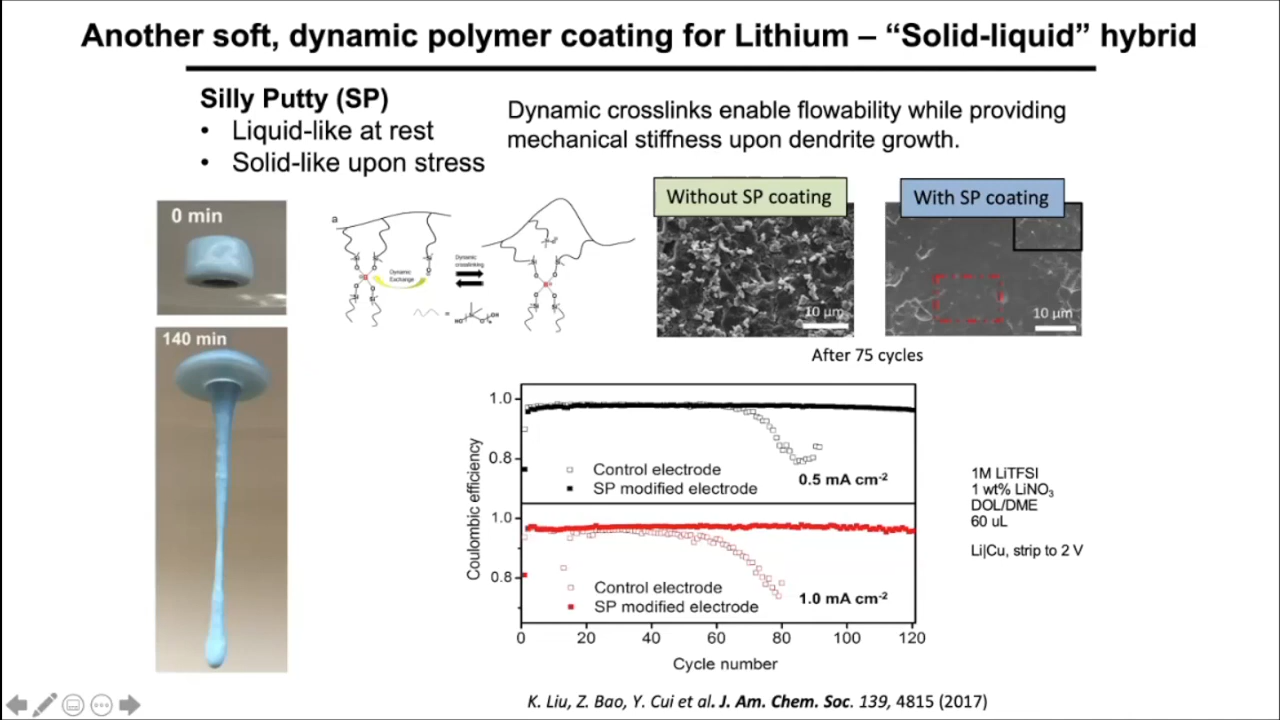 Another soft, dynamic polymer coating for Lithium – “Solid-liquid” hybrid
Silly Putty (SP)
• Liquid-like at rest
• Solid-like upon stress
Dynamic crosslinks enable flowability while providing
mechanical stiffness upon dendrite growth.
0 min
140 min
a
Dynamic
Exchange
Dynamic
crosslinking
Without SP coating
10 µm
With SP coating
10 µm
After 75 cycles
Coulombic efficiency
1.0
0.8
Control electrode
SP modified electrode
0.5 mA cm-2
1.0
0.8
Control electrode
SP modified electrode
1.0 mA cm-2
0 20 40 60 80 100 120
Cycle number
1M LiTFSI
1 wt% LiNO3
DOL/DME
60 uL
Li|Cu, strip to 2 V
K. Liu, Z. Bao, Y. Cui et al. J. Am. Chem. Soc. 139, 4815 (2017)